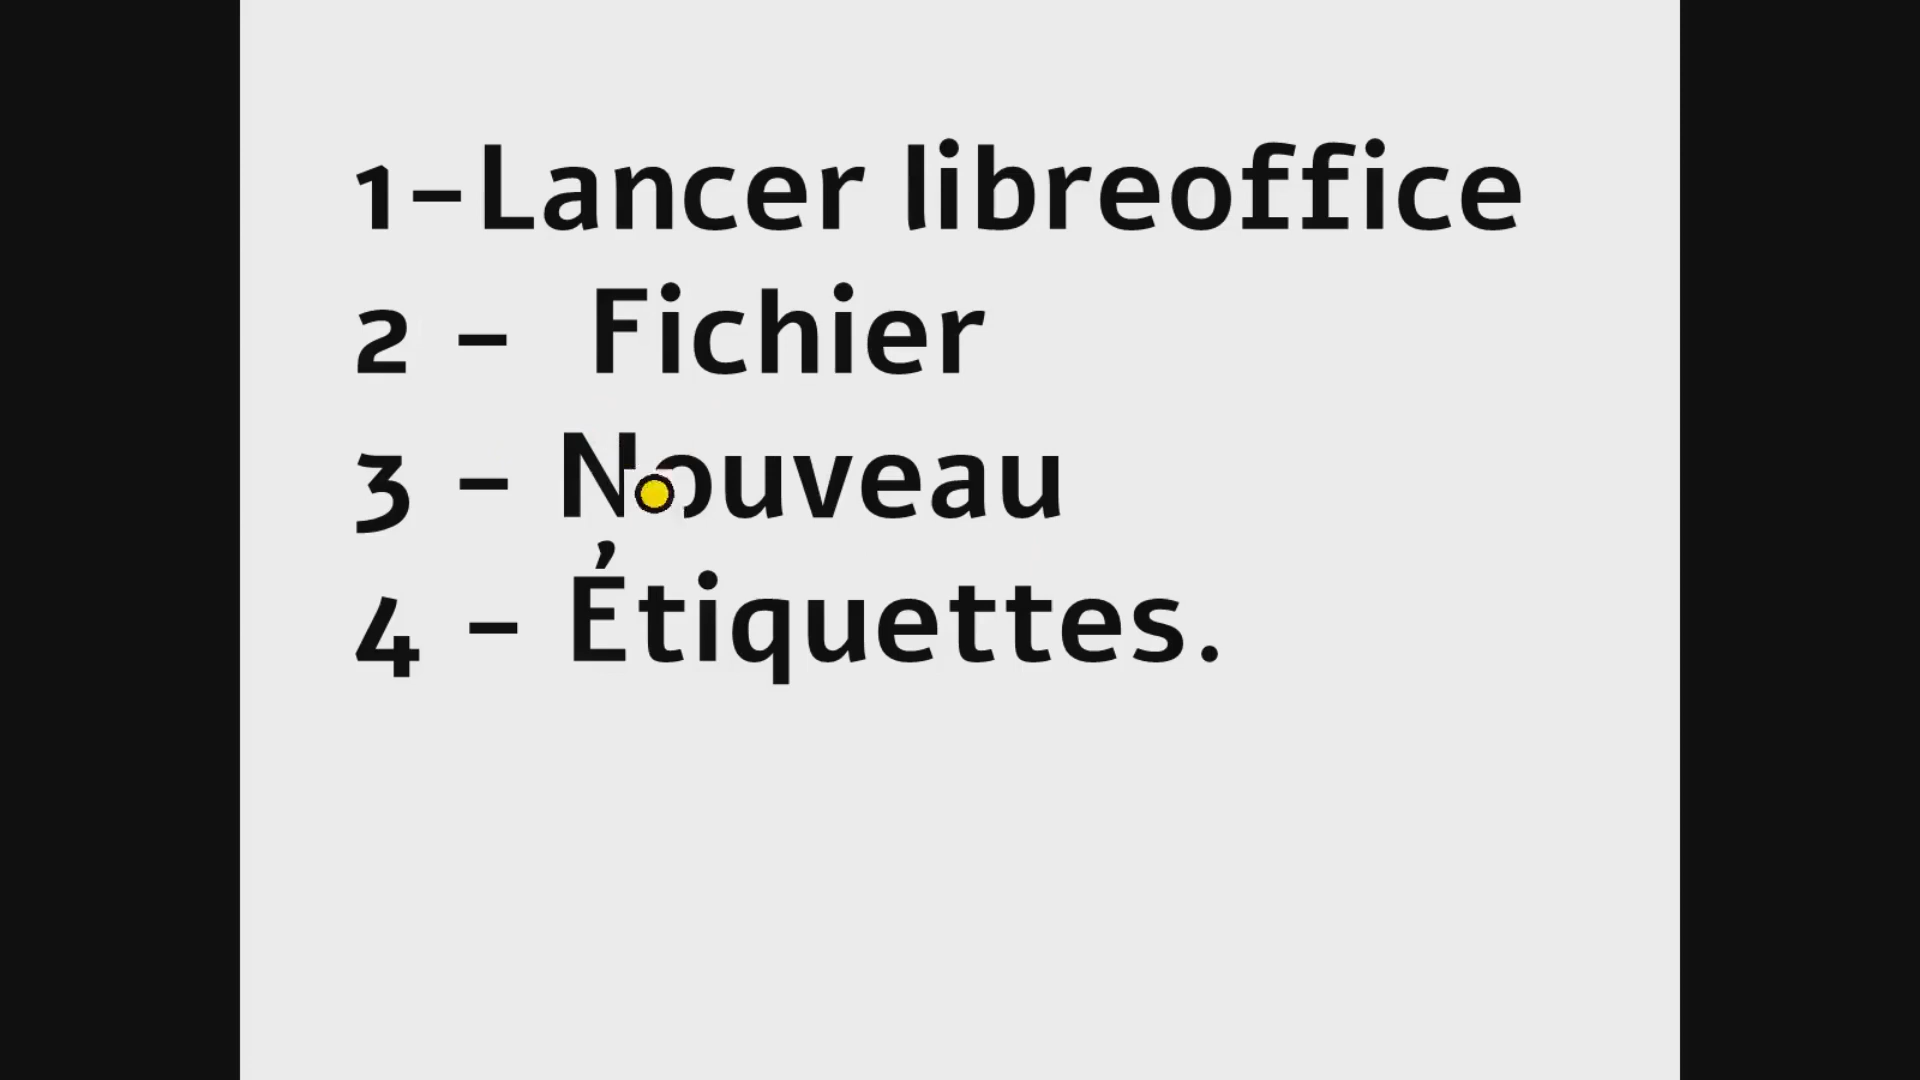 1-Lancer libreoffice
2 - Fichier
3 - Nouveau
4 - Étiquettes.